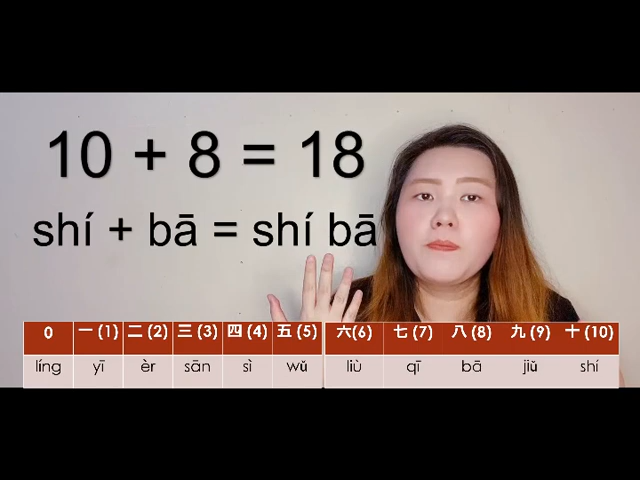 10 + 8 = 18
shí + bā = shí bā
0 一 (1) 二 (2) 三 (3) 四 (4) 五 (5) 六(6) 七 (7) 八 (8) 九 (9) 十 (10)
líng yī èr sān sì wǔ liù qī bā jiǔ shí